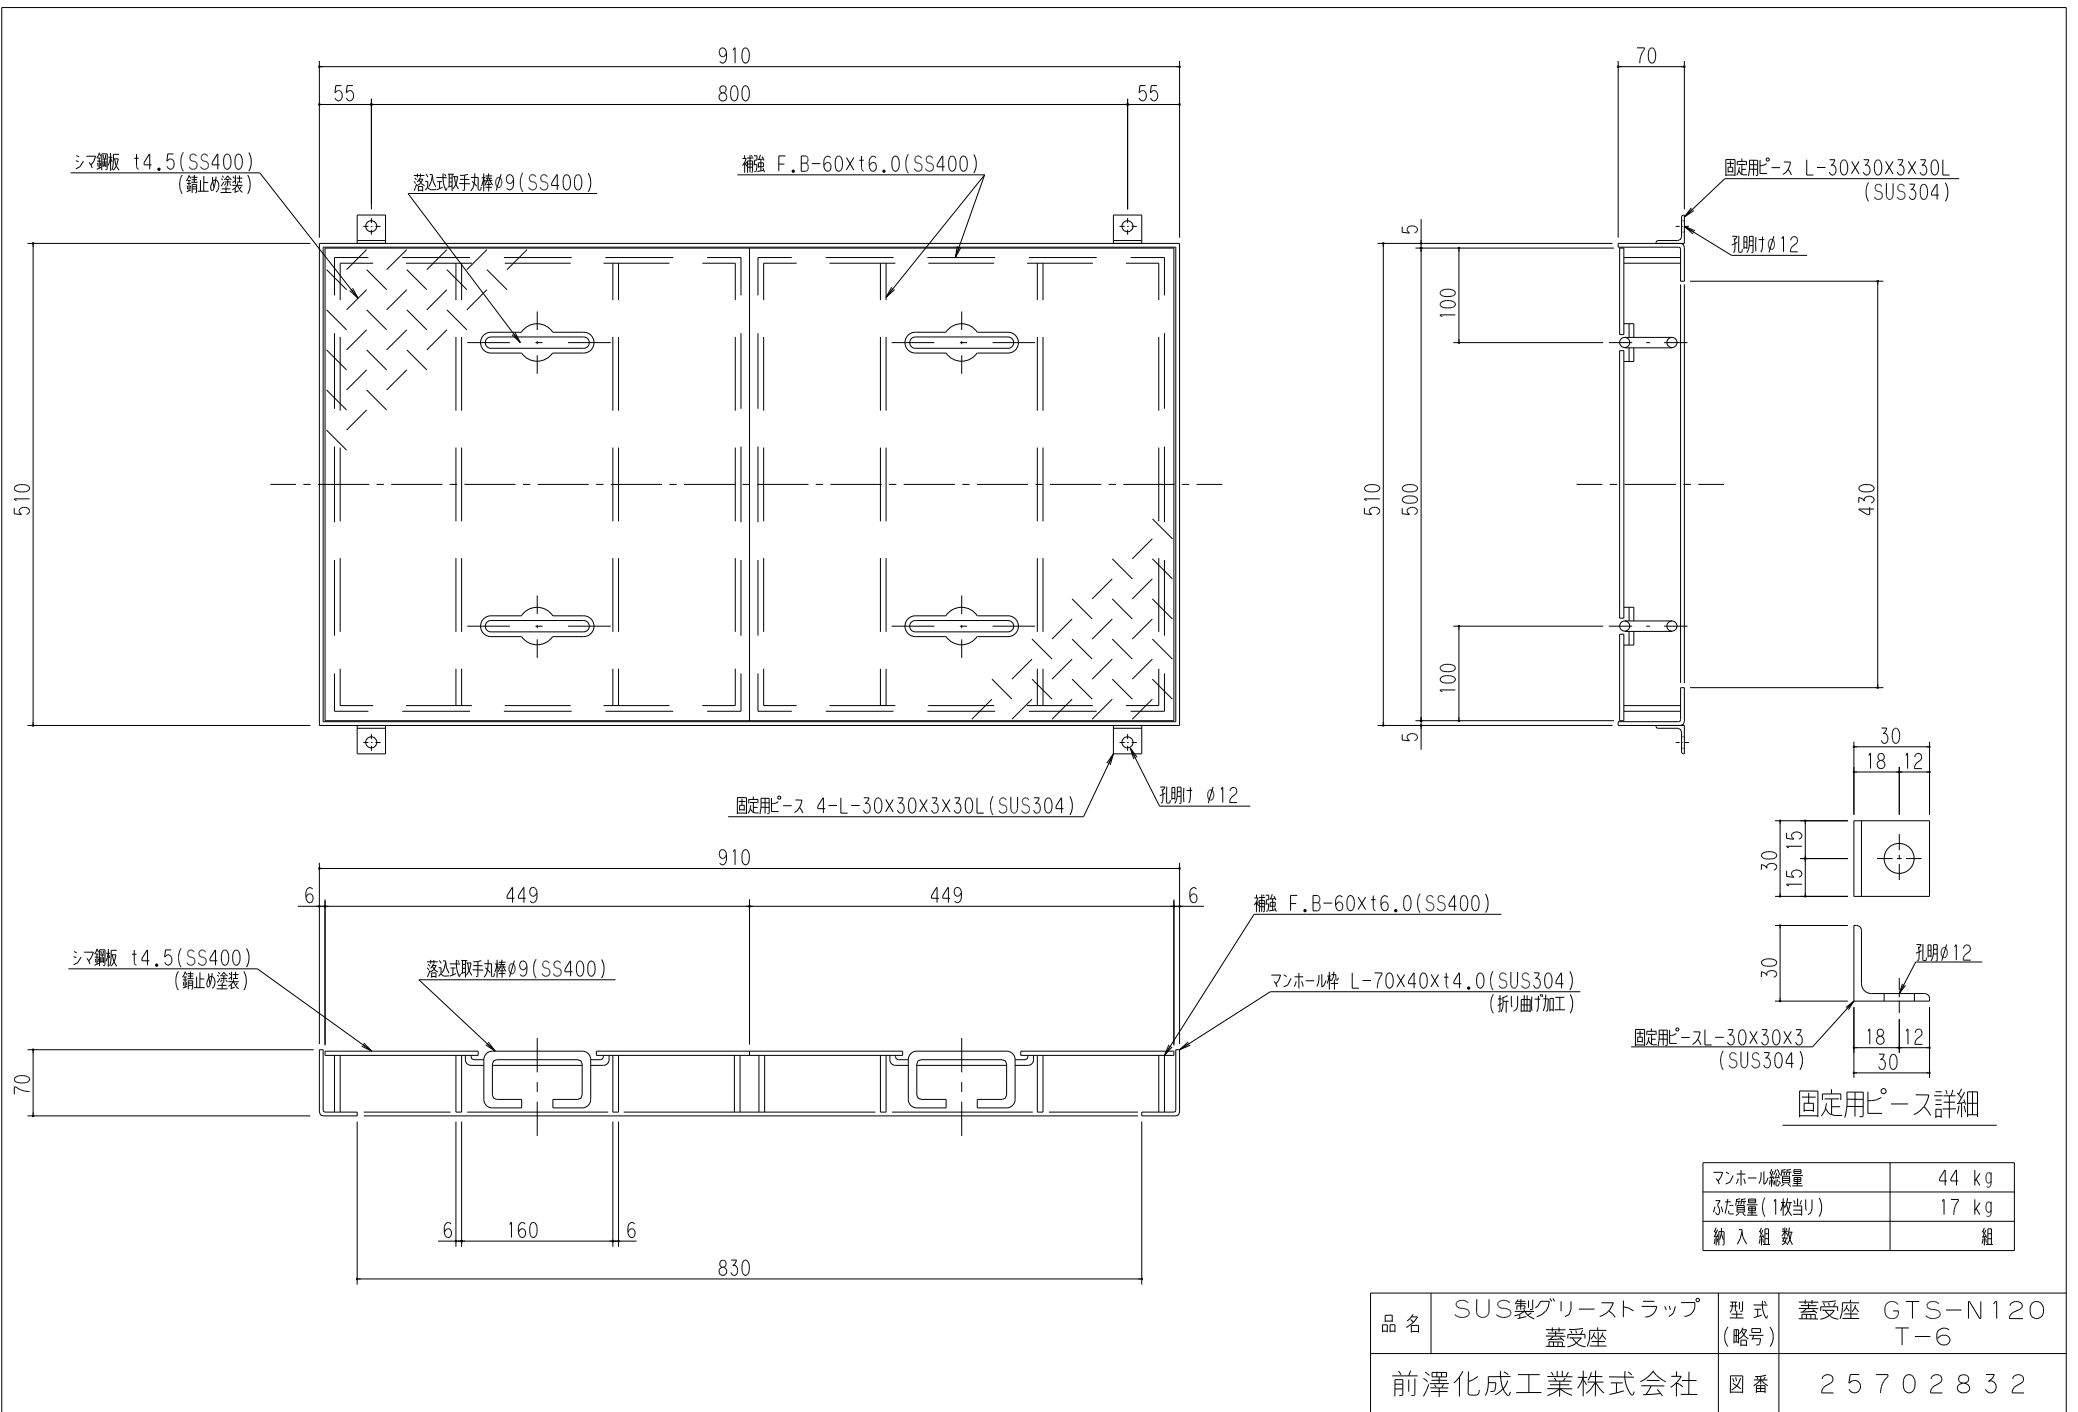 910
55 800 55
シマ鋼板 t4.5(SS400)
(錆止め塗装)
落込式取手丸棒φ9(SS400)
補強 F.B-60xt6.0(SS400)
510
固定用ピース 4-L-30x30x3x30L(SUS304)
孔明け φ12
70
固定用ピース L-30x30x3x30L
(SUS304)
孔明けφ12
5
100
510
500
430
100
5
30
18 12
30
15
15
30
孔明φ12
固定用ピースL-30x30x3
(SUS304)
18 12
30
固定用ピース詳細
910
6 449 449 6
補強 F.B-60xt6.0(SS400)
シマ鋼板 t4.5(SS400)
(錆止め塗装)
落込式取手丸棒φ9(SS400)
マンホール枠 L-70x40xt4.0(SUS304)
(折り曲げ加工)
70
6 160 6
830
マンホール総質量 44 kg
ふた質量(1枚当り) 17 kg
納入組数 組
品名 SUS製グリーストラップ 蓋受座
型式(略号) 蓋受座 GTS-N120 T-6
前澤化成工業株式会社 図番 25702832